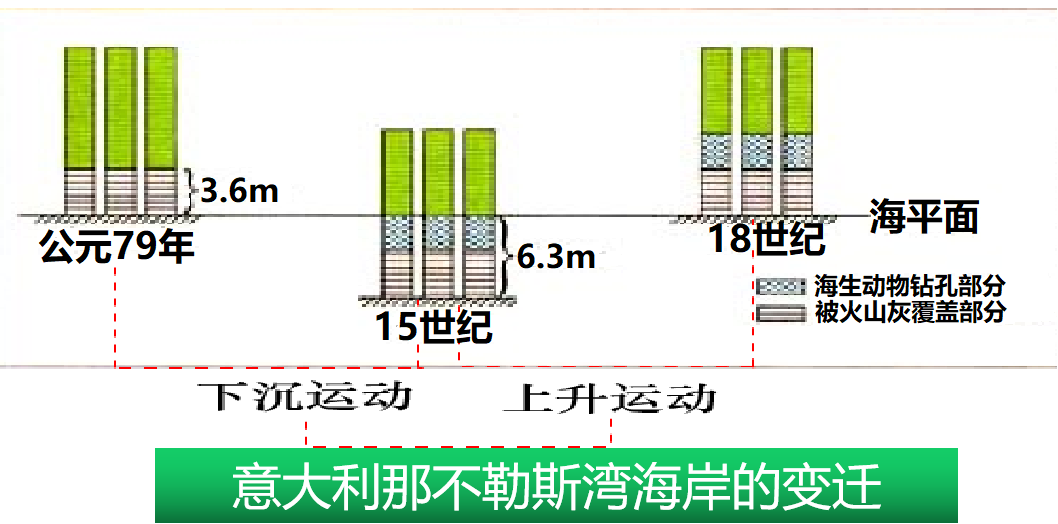 3.6m
海平面
公元79年
18世纪
6.3m
海生动物钻孔部分
被火山灰覆盖部分
15世纪
下沉运动
上升运动
意大利那不勒斯湾海岸的变迁